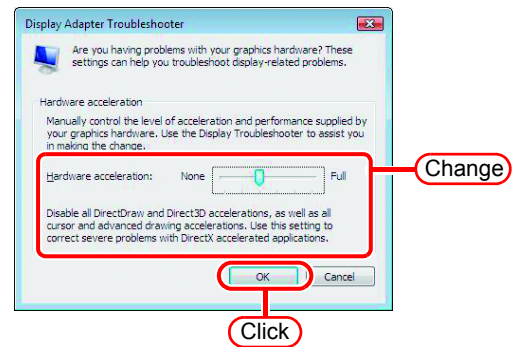 Display Adapter Troubleshooter
Are you having problems with your graphics hardware? These
settings can help you troubleshoot display-related problems.
Hardware acceleration
Manually control the level of acceleration and performance supplied by
your graphics hardware. Use the Display Troubleshooter to assist you
in making the change.
Hardware acceleration: None Full
Change
Disable all DirectDraw and Direct3D accelerations, as well as all
cursor and advanced drawing accelerations. Use this setting to
correct severe problems with DirectX accelerated applications.
OK Cancel
Click